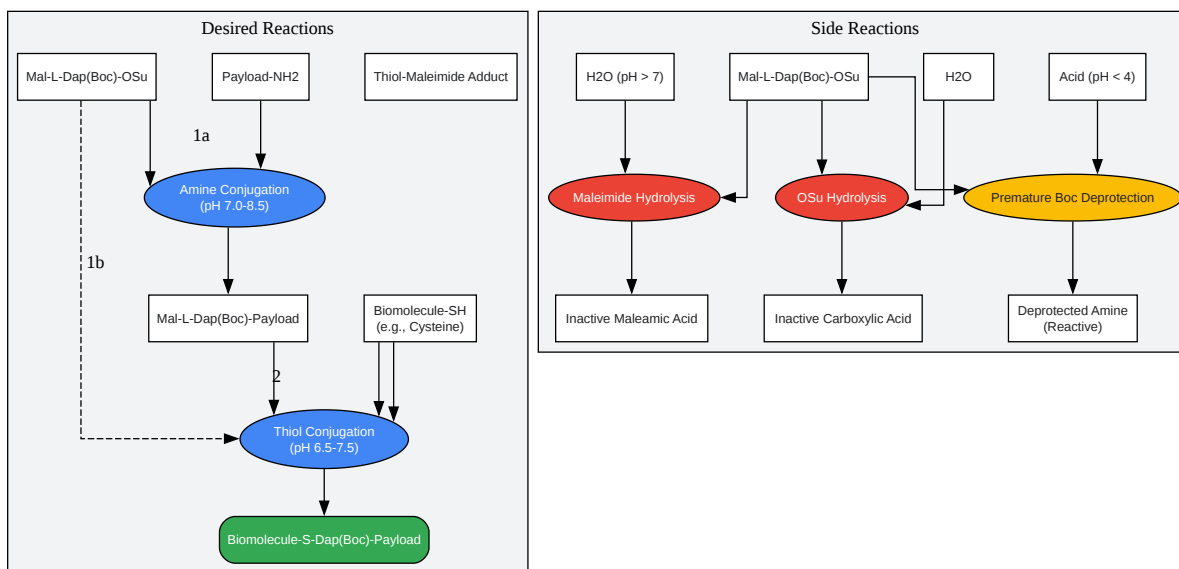 Desired Reactions
Mal-L-Dap(Boc)-OSu
Payload-NH2
Thiol-Maleimide Adduct
1a
Amine Conjugation
(pH 7.0-8.5)
1b
Mal-L-Dap(Boc)-Payload
Biomolecule-SH
(e.g., Cysteine)
2
Thiol Conjugation
(pH 6.5-7.5)
Biomolecule-S-Dap(Boc)-Payload
Side Reactions
H2O (pH > 7)
Mal-L-Dap(Boc)-OSu
H2O
Acid (pH < 4)
Maleimide Hydrolysis
OSu Hydrolysis
Premature Boc Deprotection
Inactive Maleamic Acid
Inactive Carboxylic Acid
Deprotected Amine
(Reactive)